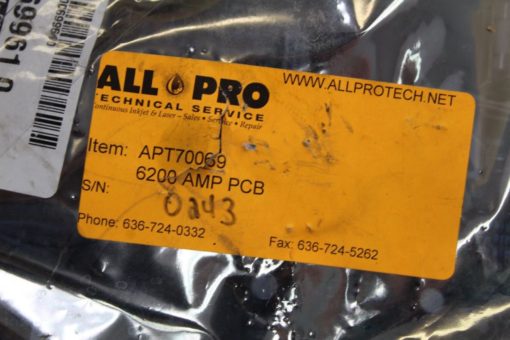 ALL PRO
TECHNICAL SERVICE
Continuous Inkjet & Laser – Sales • Service • Repair
WWW.ALLPROTECH.NET
Item: APT70069
6200 AMP PCB
S/N: 0243
Phone: 636-724-0332
Fax: 636-724-5262